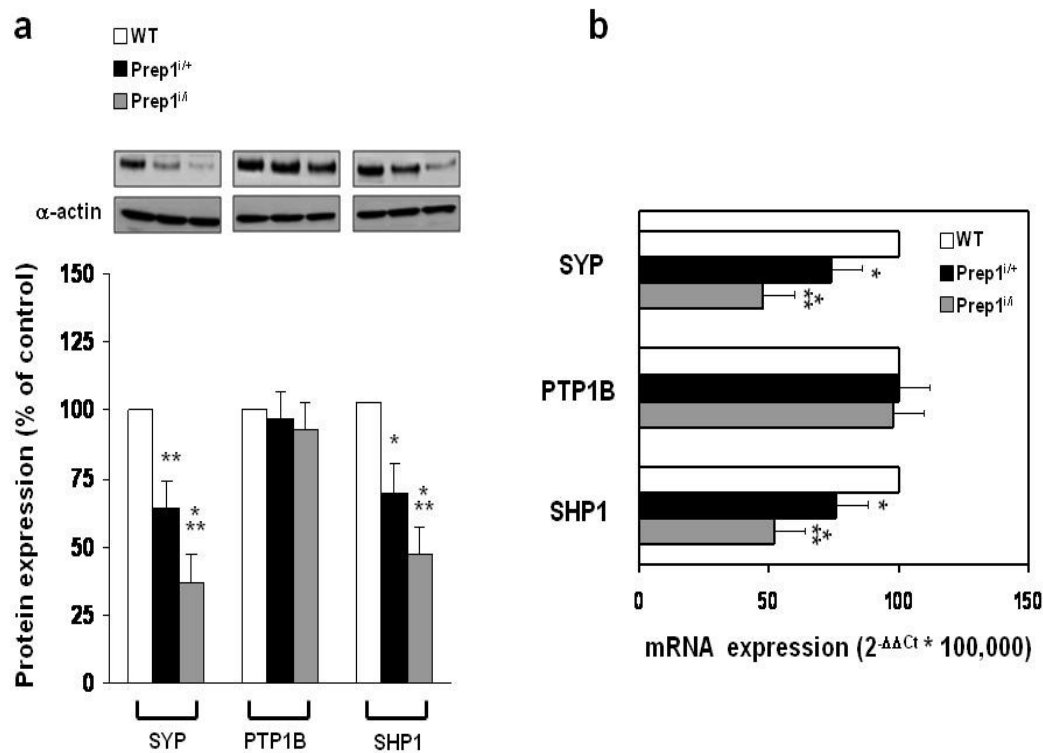 a
WT
Prep1i/+
Prep1i/i
α-actin
Protein expression (% of control)
150
125
100
75
50
25
0
**
*
**
*
*
**
SYP
PTP1B
SHP1
b
WT
Prep1i/+
Prep1i/i
SYP
*
***
PTP1B
SHP1
*
***
0
50
100
150
mRNA expression (2-ΔΔCt * 100,000)